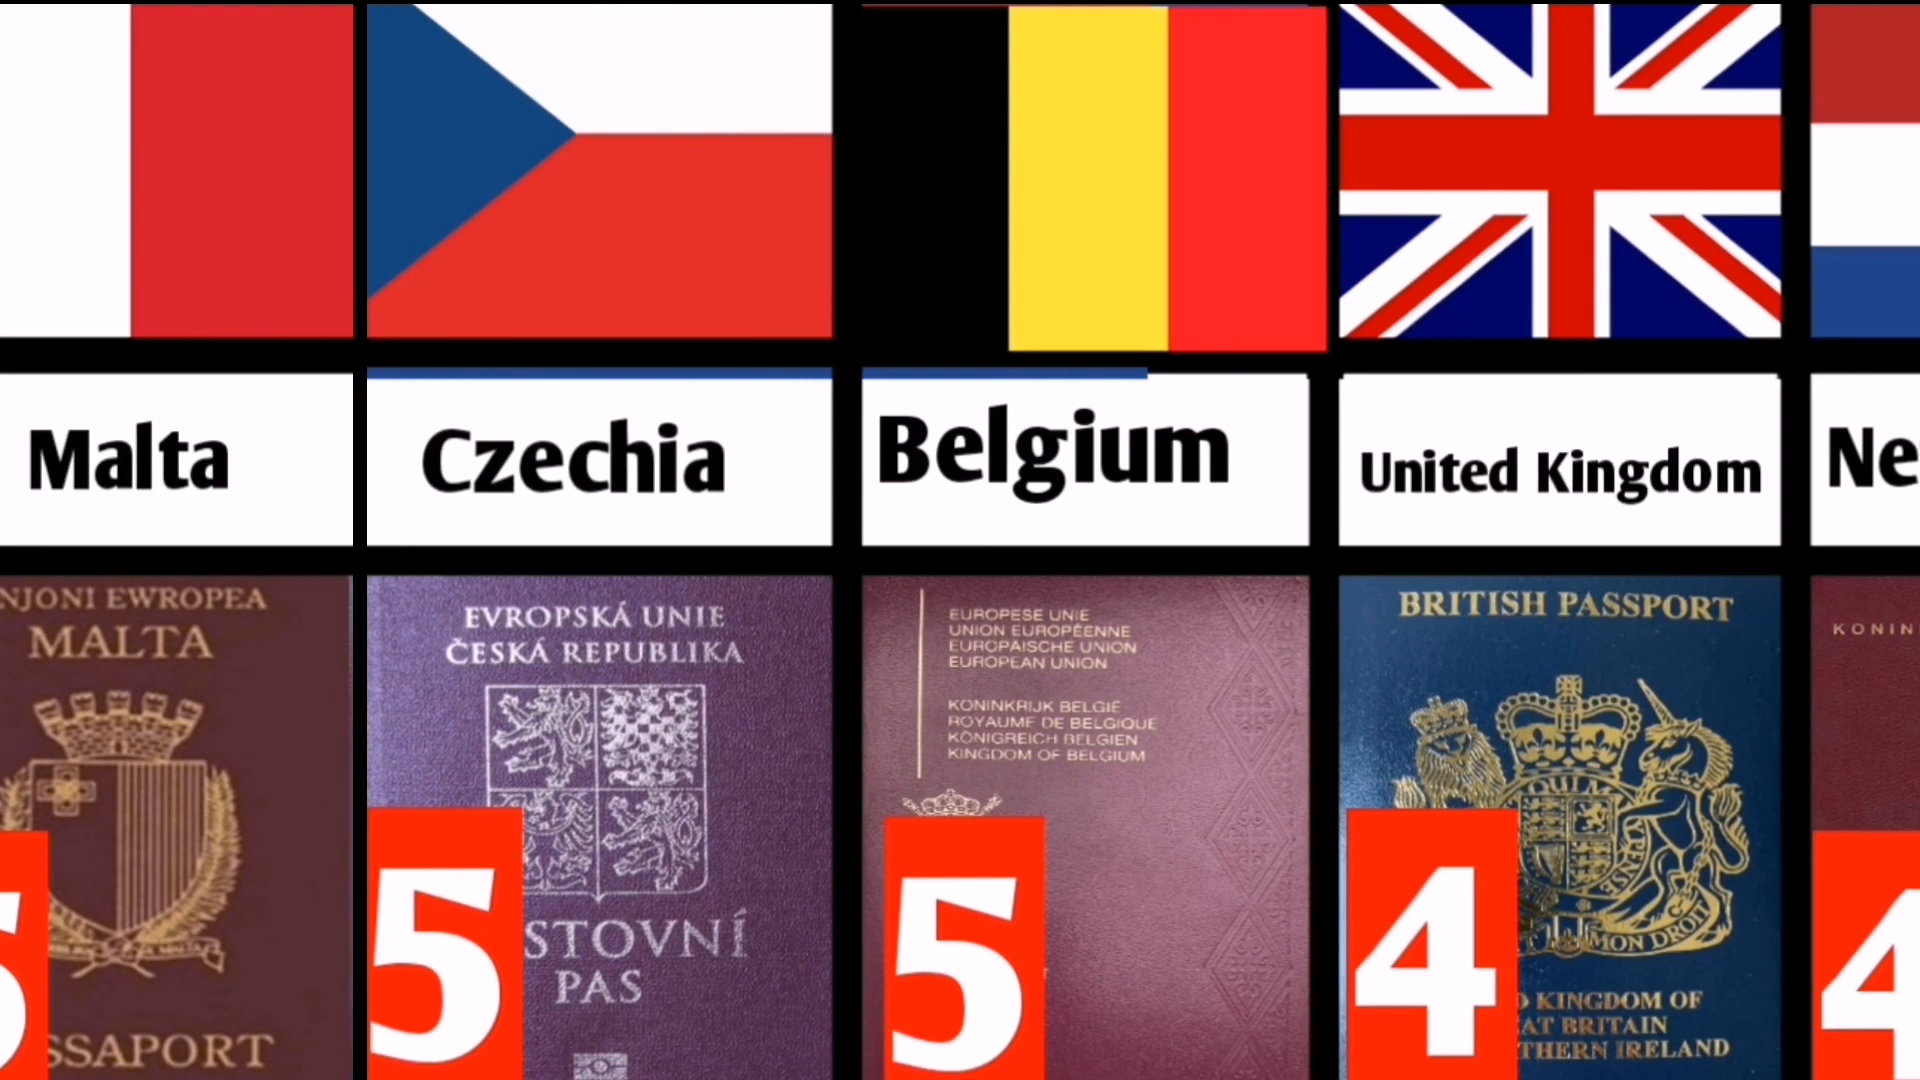 Malta
Czechia
Belgium
United Kingdom
Ne
NJONI EWROPEA
MALTA
SSAPORT
EVROPSKÁ UNIE
ČESKÁ REPUBLIKA
STOVNÍ
PAS
5
EUROPESE UNIE
UNION EUROPÉENNE
EUROPÄISCHE UNION
EUROPEAN UNION
KONINKRIJK BELGIË
ROYAUME DE BELGIQUE
KÖNIGREICH BELGIEN
KINGDOM OF BELGIUM
5
BRITISH PASSPORT
MON DROIT
KINGDOM OF
AT BRITAIN
THERN IRELAND
4
KONIN
4